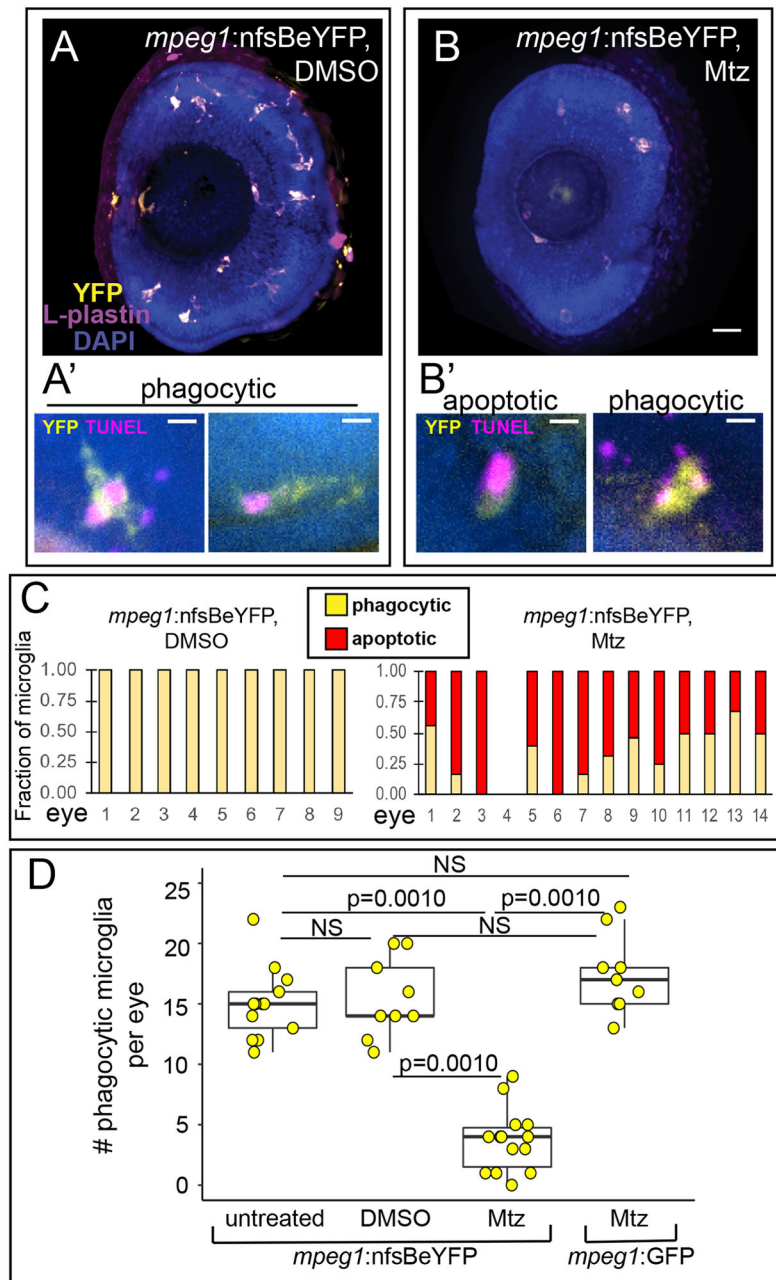 A
mpeg1:nfsBeYFP,
DMSO
YFP
L-plastin
DAPI
B
mpeg1:nfsBeYFP,
Mtz
A'
phagocytic
YFP TUNEL
B'
apoptotic
phagocytic
YFP TUNEL
C
mpeg1:nfsBeYFP,
DMSO
phagocytic
apoptotic
mpeg1:nfsBeYFP,
Mtz
Fraction of microglia
1.00
0.75
0.50
0.25
0.00
eye 1 2 3 4 5 6 7 8 9
1.00
0.75
0.50
0.25
0.00
eye 1 2 3 4 5 6 7 8 9 10 11 12 13 14
D
# phagocytic microglia
per eye
25
20
15
10
5
0
NS
p=0.0010 p=0.0010
NS NS
p=0.0010
untreated DMSO Mtz Mtz
mpeg1:nfsBeYFP mpeg1:GFP